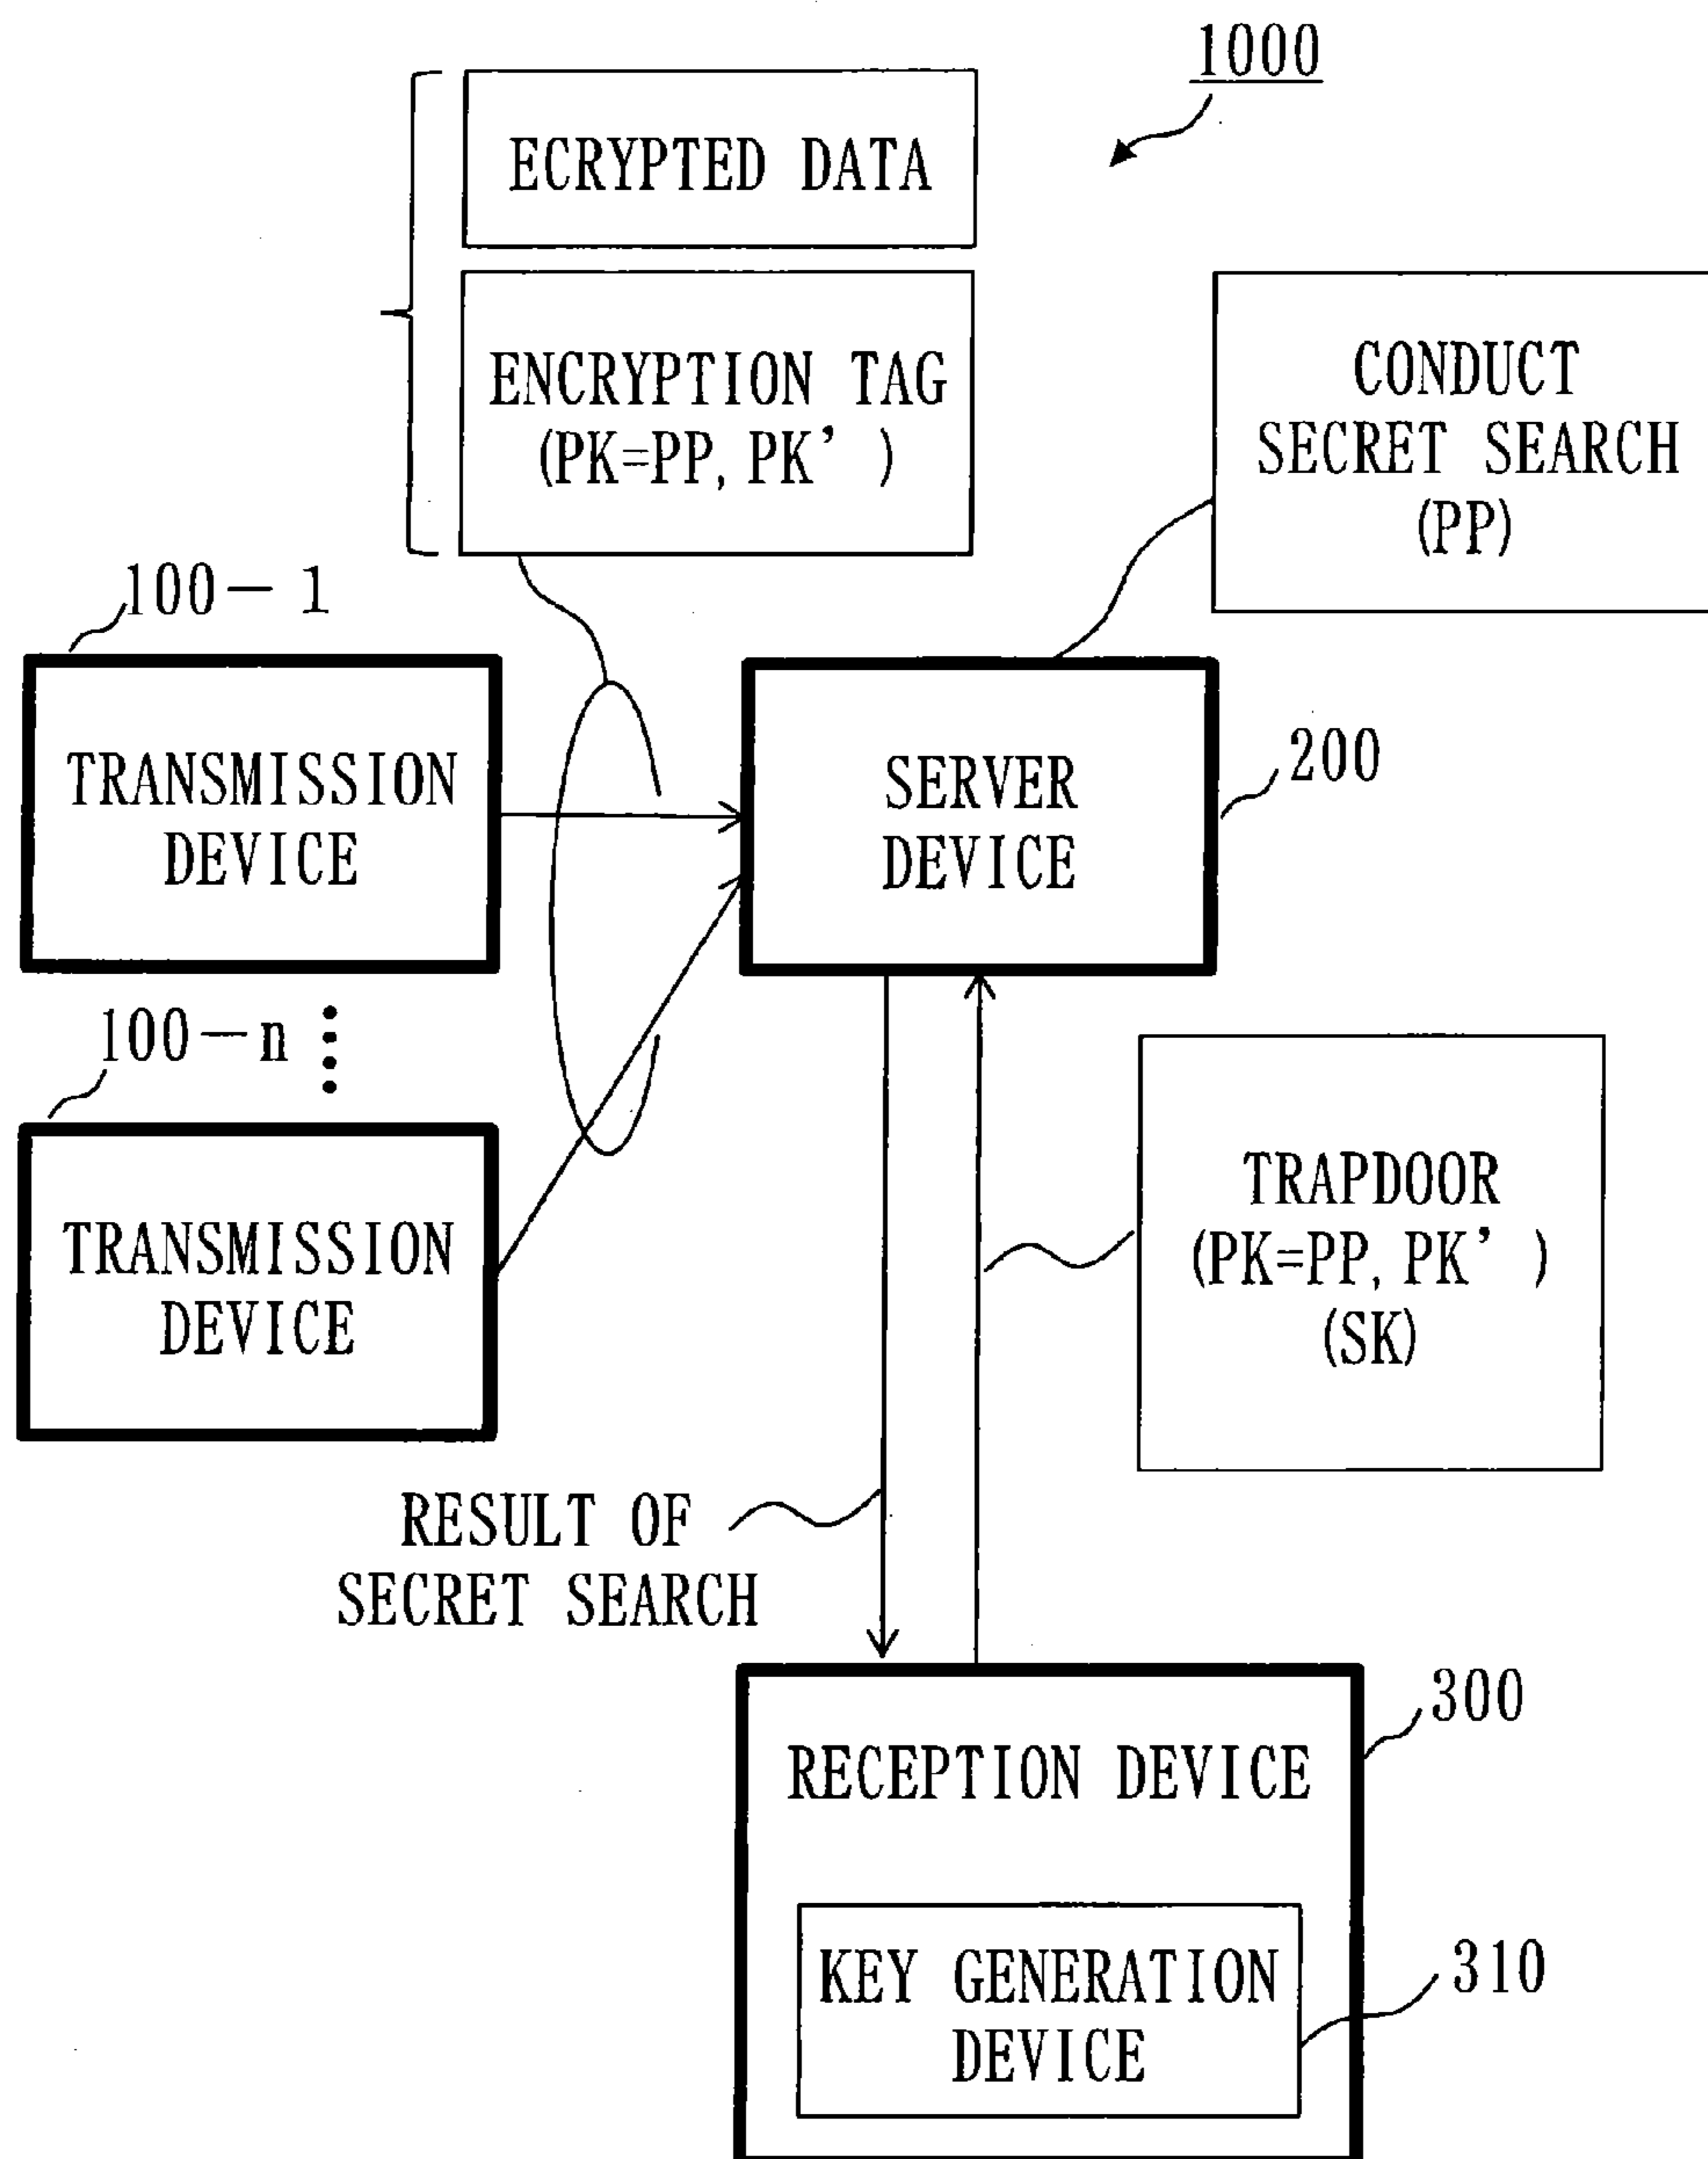 1000
ECRYPTED DATA
ENCRYPTION TAG
(PK=PP, PK' )
CONDUCT
SECRET SEARCH
(PP)
100-1
TRANSMISSION
DEVICE
SERVER
DEVICE
200
100-n
TRANSMISSION
DEVICE
TRAPDOOR
(PK=PP, PK' )
(SK)
RESULT OF
SECRET SEARCH
300
RECEPTION DEVICE
KEY GENERATION
DEVICE
310